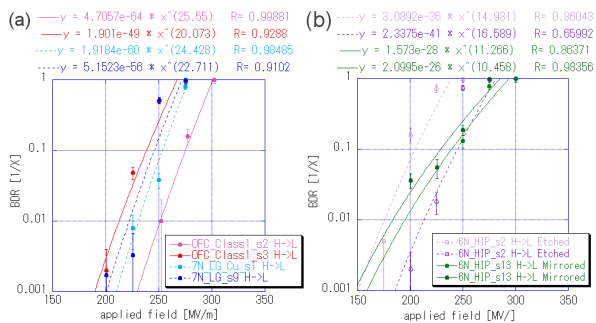 (a)
y = 4.7057e-64 * x^(25.55) R= 0.99881
y = 1.901e-49 * x^(20.073) R= 0.9288
y = 1.9184e-60 * x^(24.428) R= 0.98485
y = 5.1523e-56 * x^(22.711) R= 0.9102
1
0.1
0.01
0.001
BDR [1/X]
OFC_Class1_s2 H->L
OFC_Class1_s3 H->L
7N_LG_Cu_s1 H->L
7N_LG_s9 H->L
150 200 250 300 350
applied field [MV/m]
(b)
y = 3.0892e-36 * x^(14.931) R= 0.86043
y = 2.3375e-41 * x^(16.589) R= 0.65992
y = 1.573e-28 * x^(11.266) R= 0.86371
y = 2.0995e-26 * x^(10.458) R= 0.98356
1
0.1
0.01
0.001
BDR [1/X]
6N_HIP_s2 H->L Etched
6N_HIP_s2 H->L Etched
6N_HIP_s13 H->L Mirrored
6N_HIP_s13 H->L Mirrored
150 200 250 300 350
applied field [MV/]